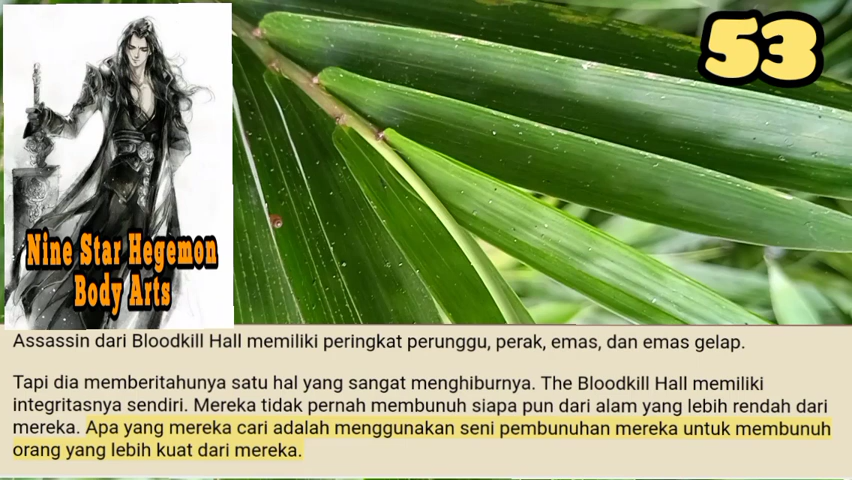 53
Nine Star Hegemon
Body Arts
Assassin dari Bloodkill Hall memiliki peringkat perunggu, perak, emas, dan emas gelap.
Tapi dia memberitahunya satu hal yang sangat menghiburnya. The Bloodkill Hall memiliki
integritasnya sendiri. Mereka tidak pernah membunuh siapa pun dari alam yang lebih rendah dari
mereka. Apa yang mereka cari adalah menggunakan seni pembunuhan mereka untuk membunuh
orang yang lebih kuat dari mereka.